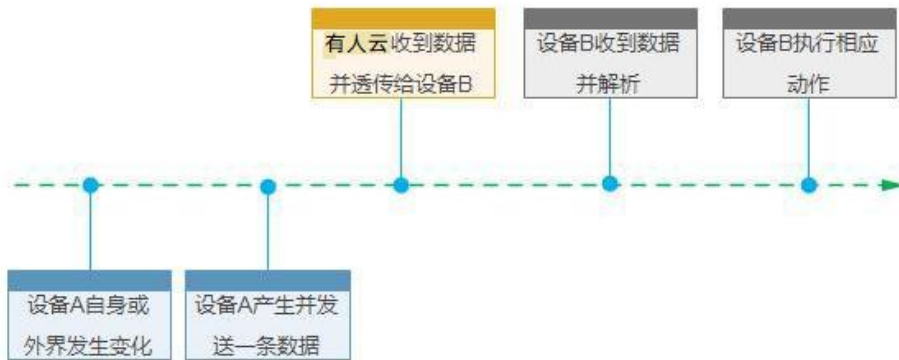 有人云收到数据
并透传给设备B
设备B收到数据
并解析
设备B执行相应
动作
设备A自身或
外界发生变化
设备A产生并发
送一条数据